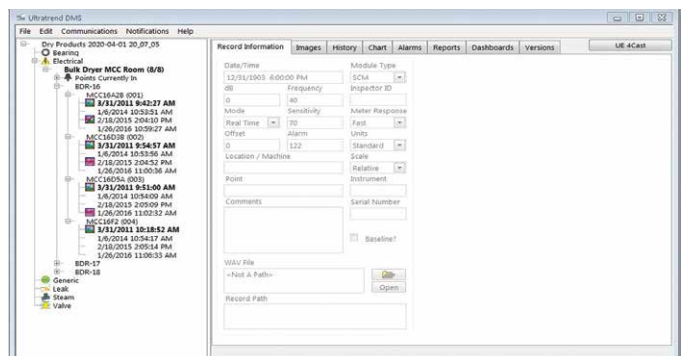 Ultratrend DMS
File Edit Communications Notifications Help
Dry Products 2020-04-01 20_07_05
Bearing
Electrical
Bulk Dryer MCC Room (8/8)
Points Currently In
BDR-16
MCC16A2B (001)
3/31/2011 9:42:27 AM
1/6/2014 10:53:51 AM
2/18/2015 2:04:10 PM
1/26/2016 10:59:27 AM
MCC16D3B (002)
3/31/2011 9:54:57 AM
1/6/2014 10:53:56 AM
2/18/2015 2:04:52 PM
1/26/2016 11:00:36 AM
MCC16D5A (003)
3/31/2011 9:51:00 AM
1/6/2014 10:54:09 AM
2/18/2015 2:05:09 PM
1/26/2016 11:02:32 AM
MCC16F2 (004)
3/31/2011 10:18:52 AM
1/6/2014 10:54:17 AM
2/18/2015 2:05:14 PM
1/26/2016 11:06:33 AM
BDR-17
BDR-18
Generic
Leak
Steam
Valve
Record Information Images History Chart Alarms Reports Dashboards Versions UE 4Cast
Date/Time Module Type
12/31/1903 6:00:00 PM SCM
dB Frequency Inspector ID
0 40
Mode Sensitivity Meter Response
Real Time 70 Fast
Offset Alarm Units
0 122 Standard
Location / Machine Scale
Relative
Point Instrument
Comments Serial Number
Baseline?
WAV File
<Not A Path>
Open
Record Path